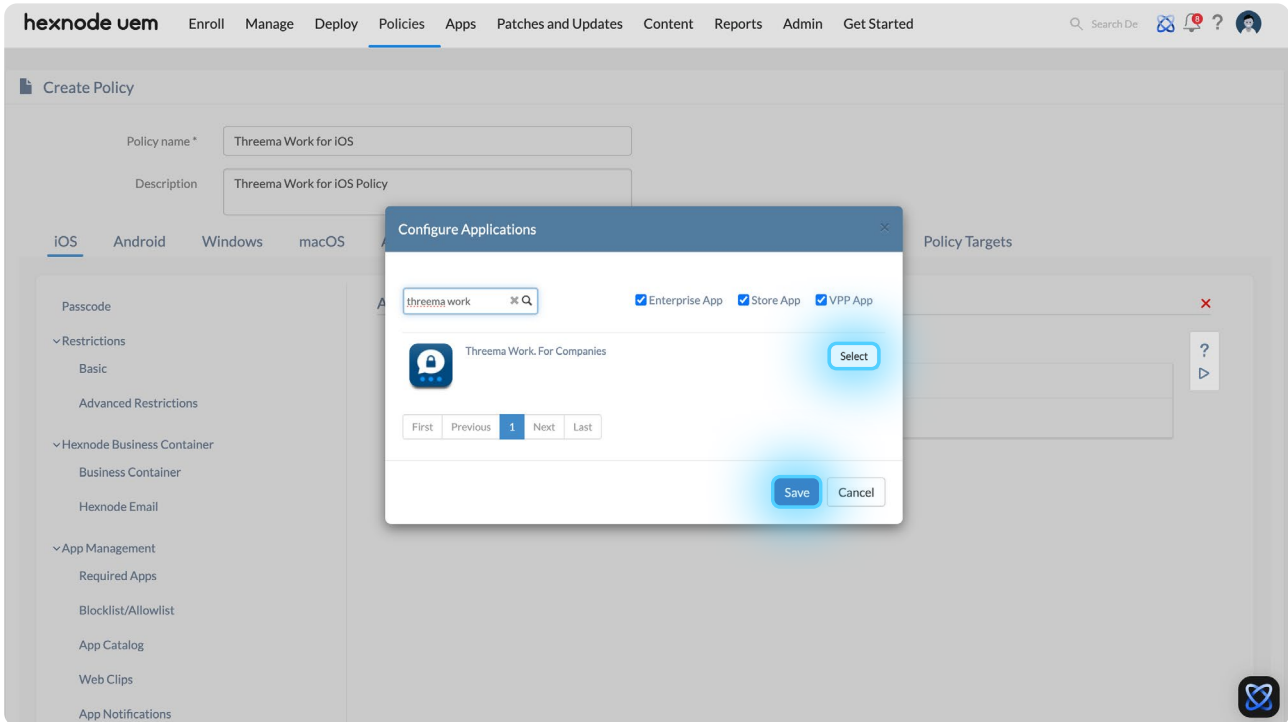 hexnode uem Enroll Manage Deploy Policies Apps Patches and Updates Content Reports Admin Get Started Search De 8 ?
Create Policy
Policy name * Threema Work for iOS
Description Threema Work for iOS Policy
iOS Android Windows macOS A Policy Targets
Configure Applications ×
threema work Enterprise App Store App VPP App
Threema Work. For Companies Select
First Previous 1 Next Last
Save Cancel
Passcode
Restrictions
Basic
Advanced Restrictions
Hexnode Business Container
Business Container
Hexnode Email
App Management
Required Apps
Blocklist/Allowlist
App Catalog
Web Clips
App Notifications
A
?